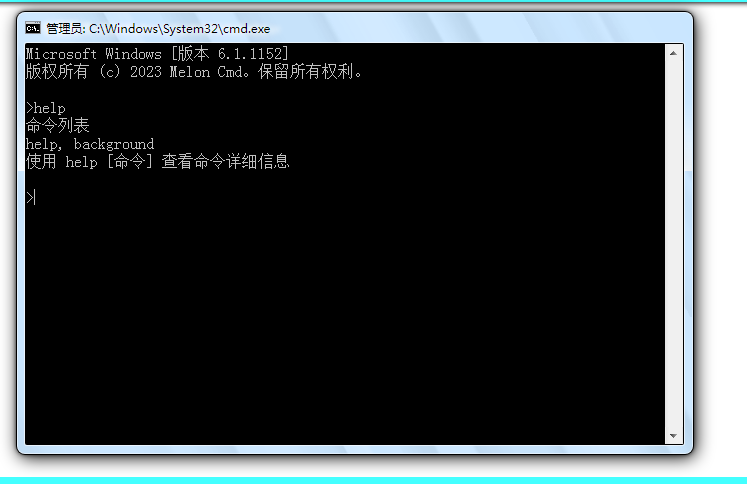 管理员: C:\Windows\System32\cmd.exe
Microsoft Windows [版本 6.1.1152]
版权所有 (c) 2023 Melon Cmd。保留所有权利。
>help
命令列表
help, background
使用 help [命令] 查看命令详细信息
>